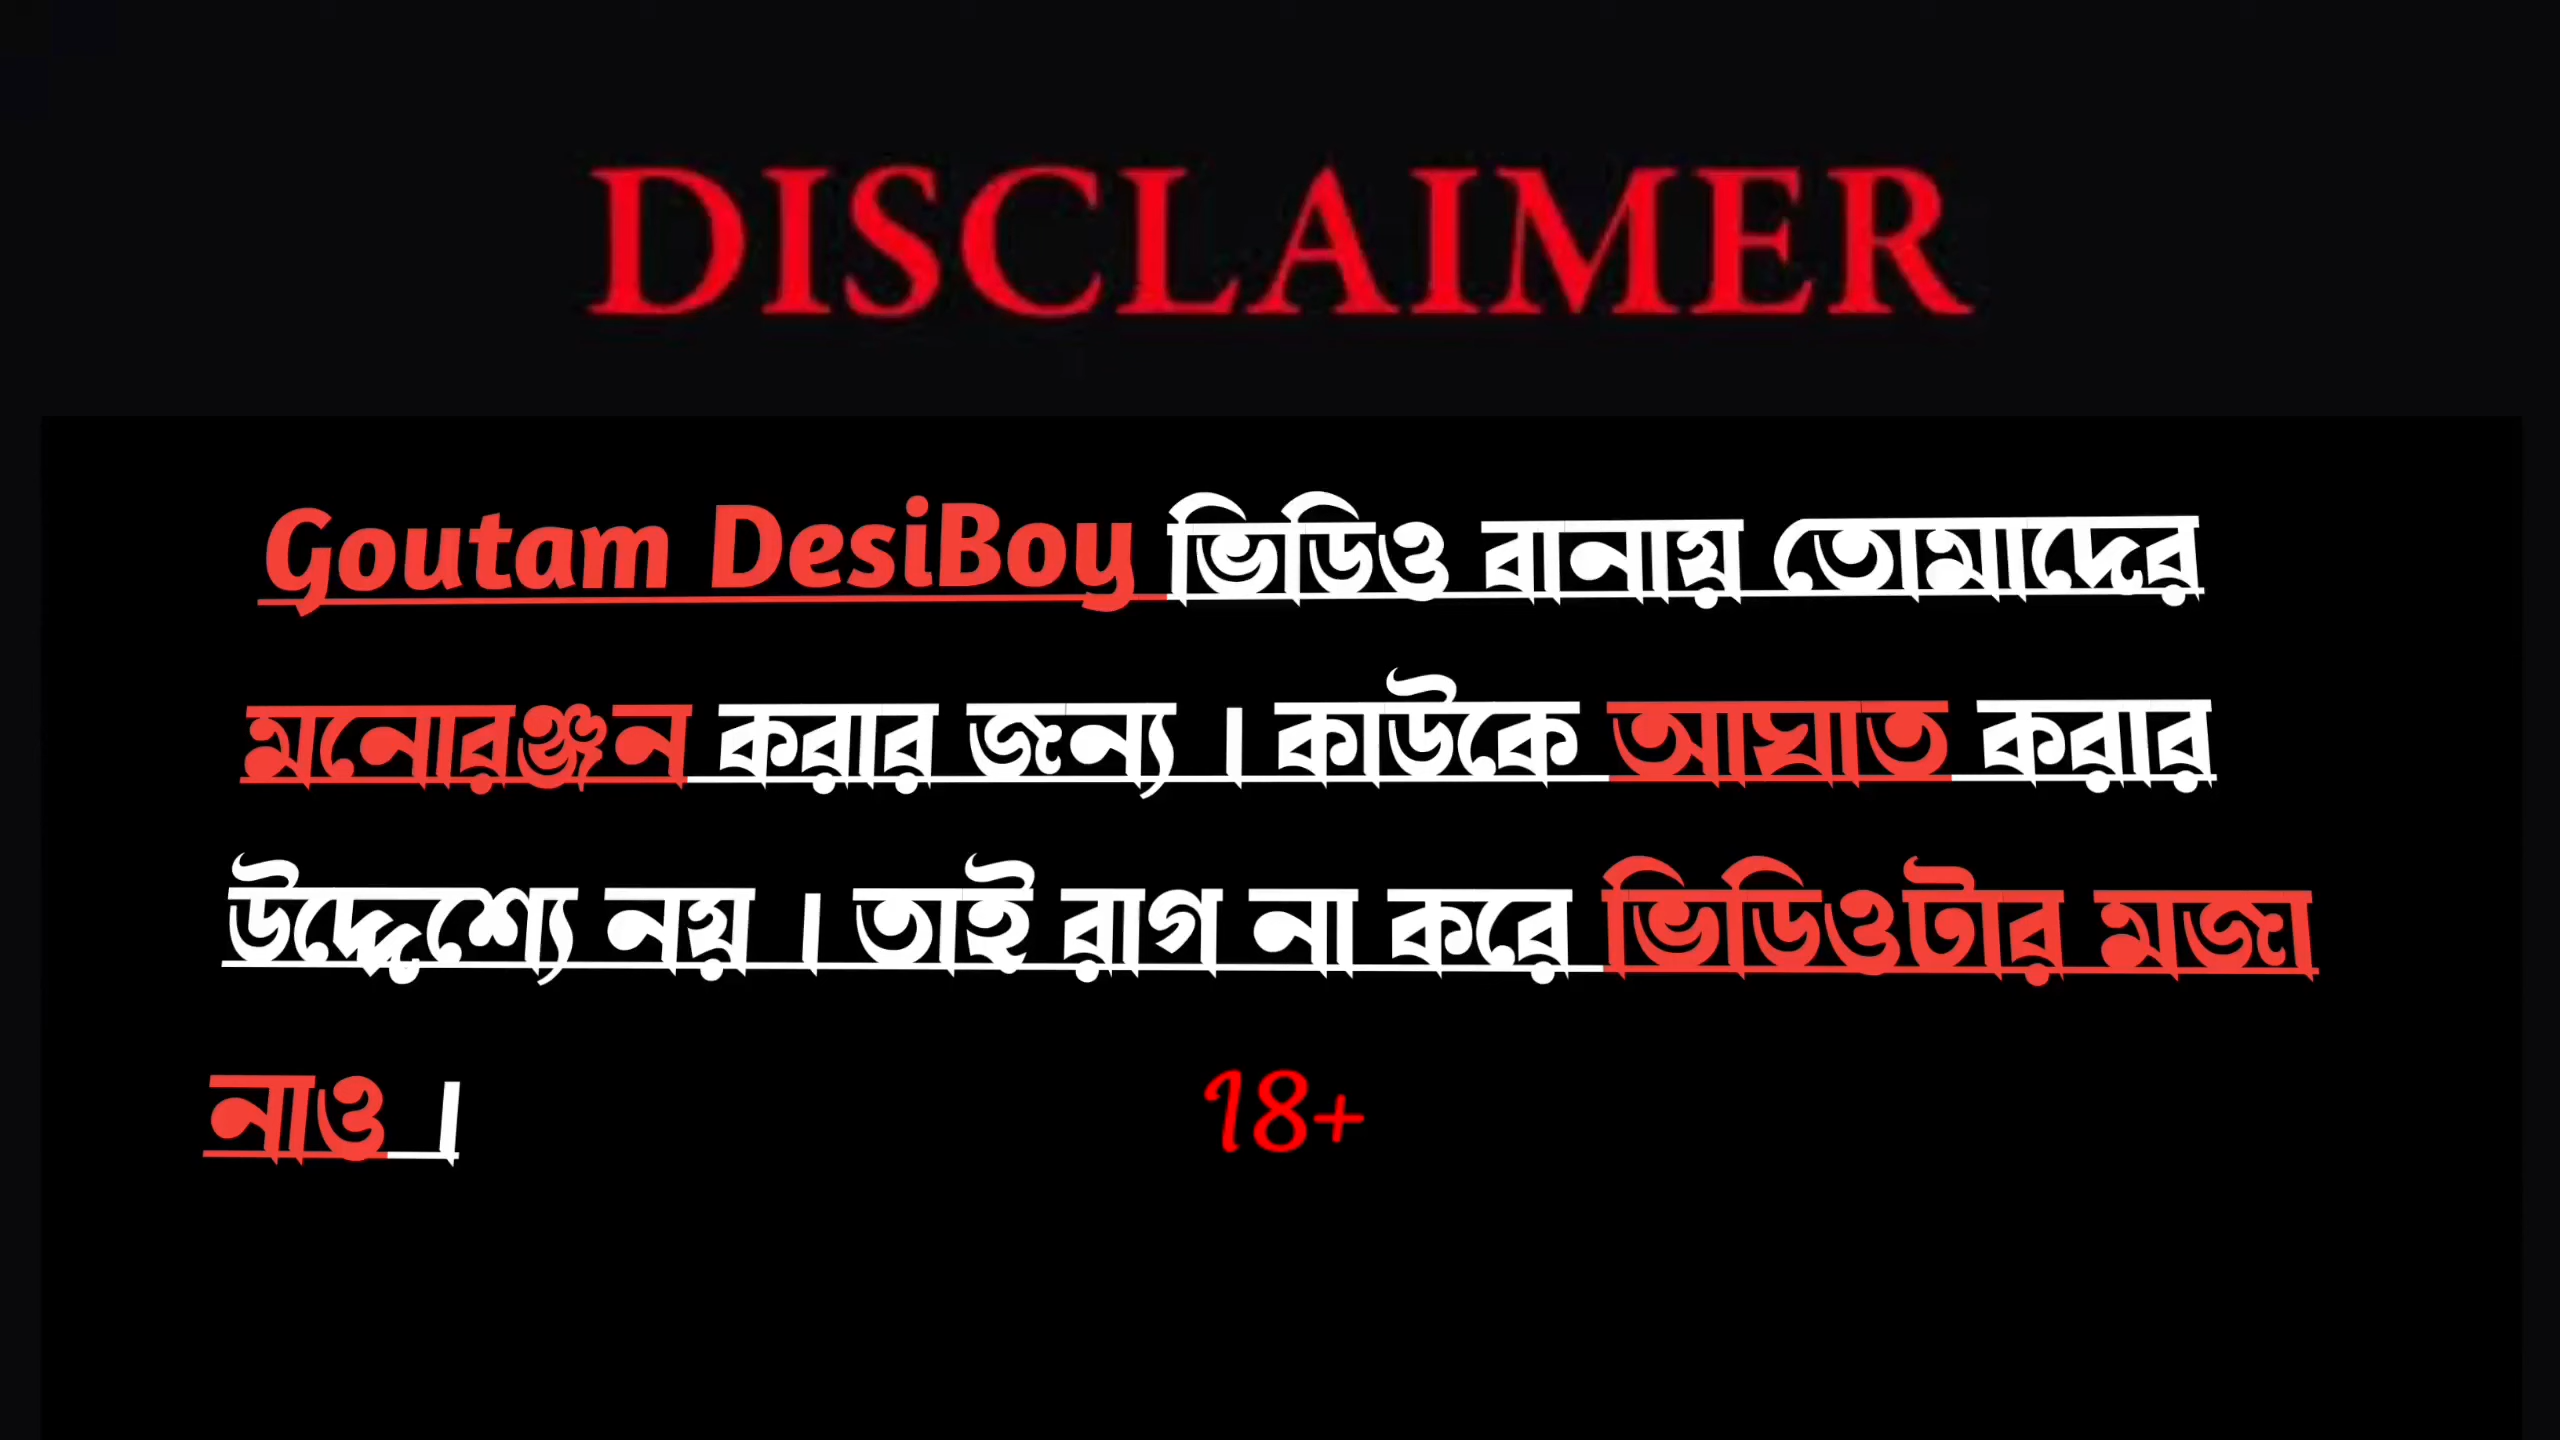 DISCLAIMER
Goutam DesiBoy ভিডিও বানায় তোমাদের
মনোরঞ্জন করার জন্য । কাউকে আঘাত করার
উদ্দেশ্যে নয় । তাই রাগ না করে ভিডিওটার মজা
নাও ।
18+